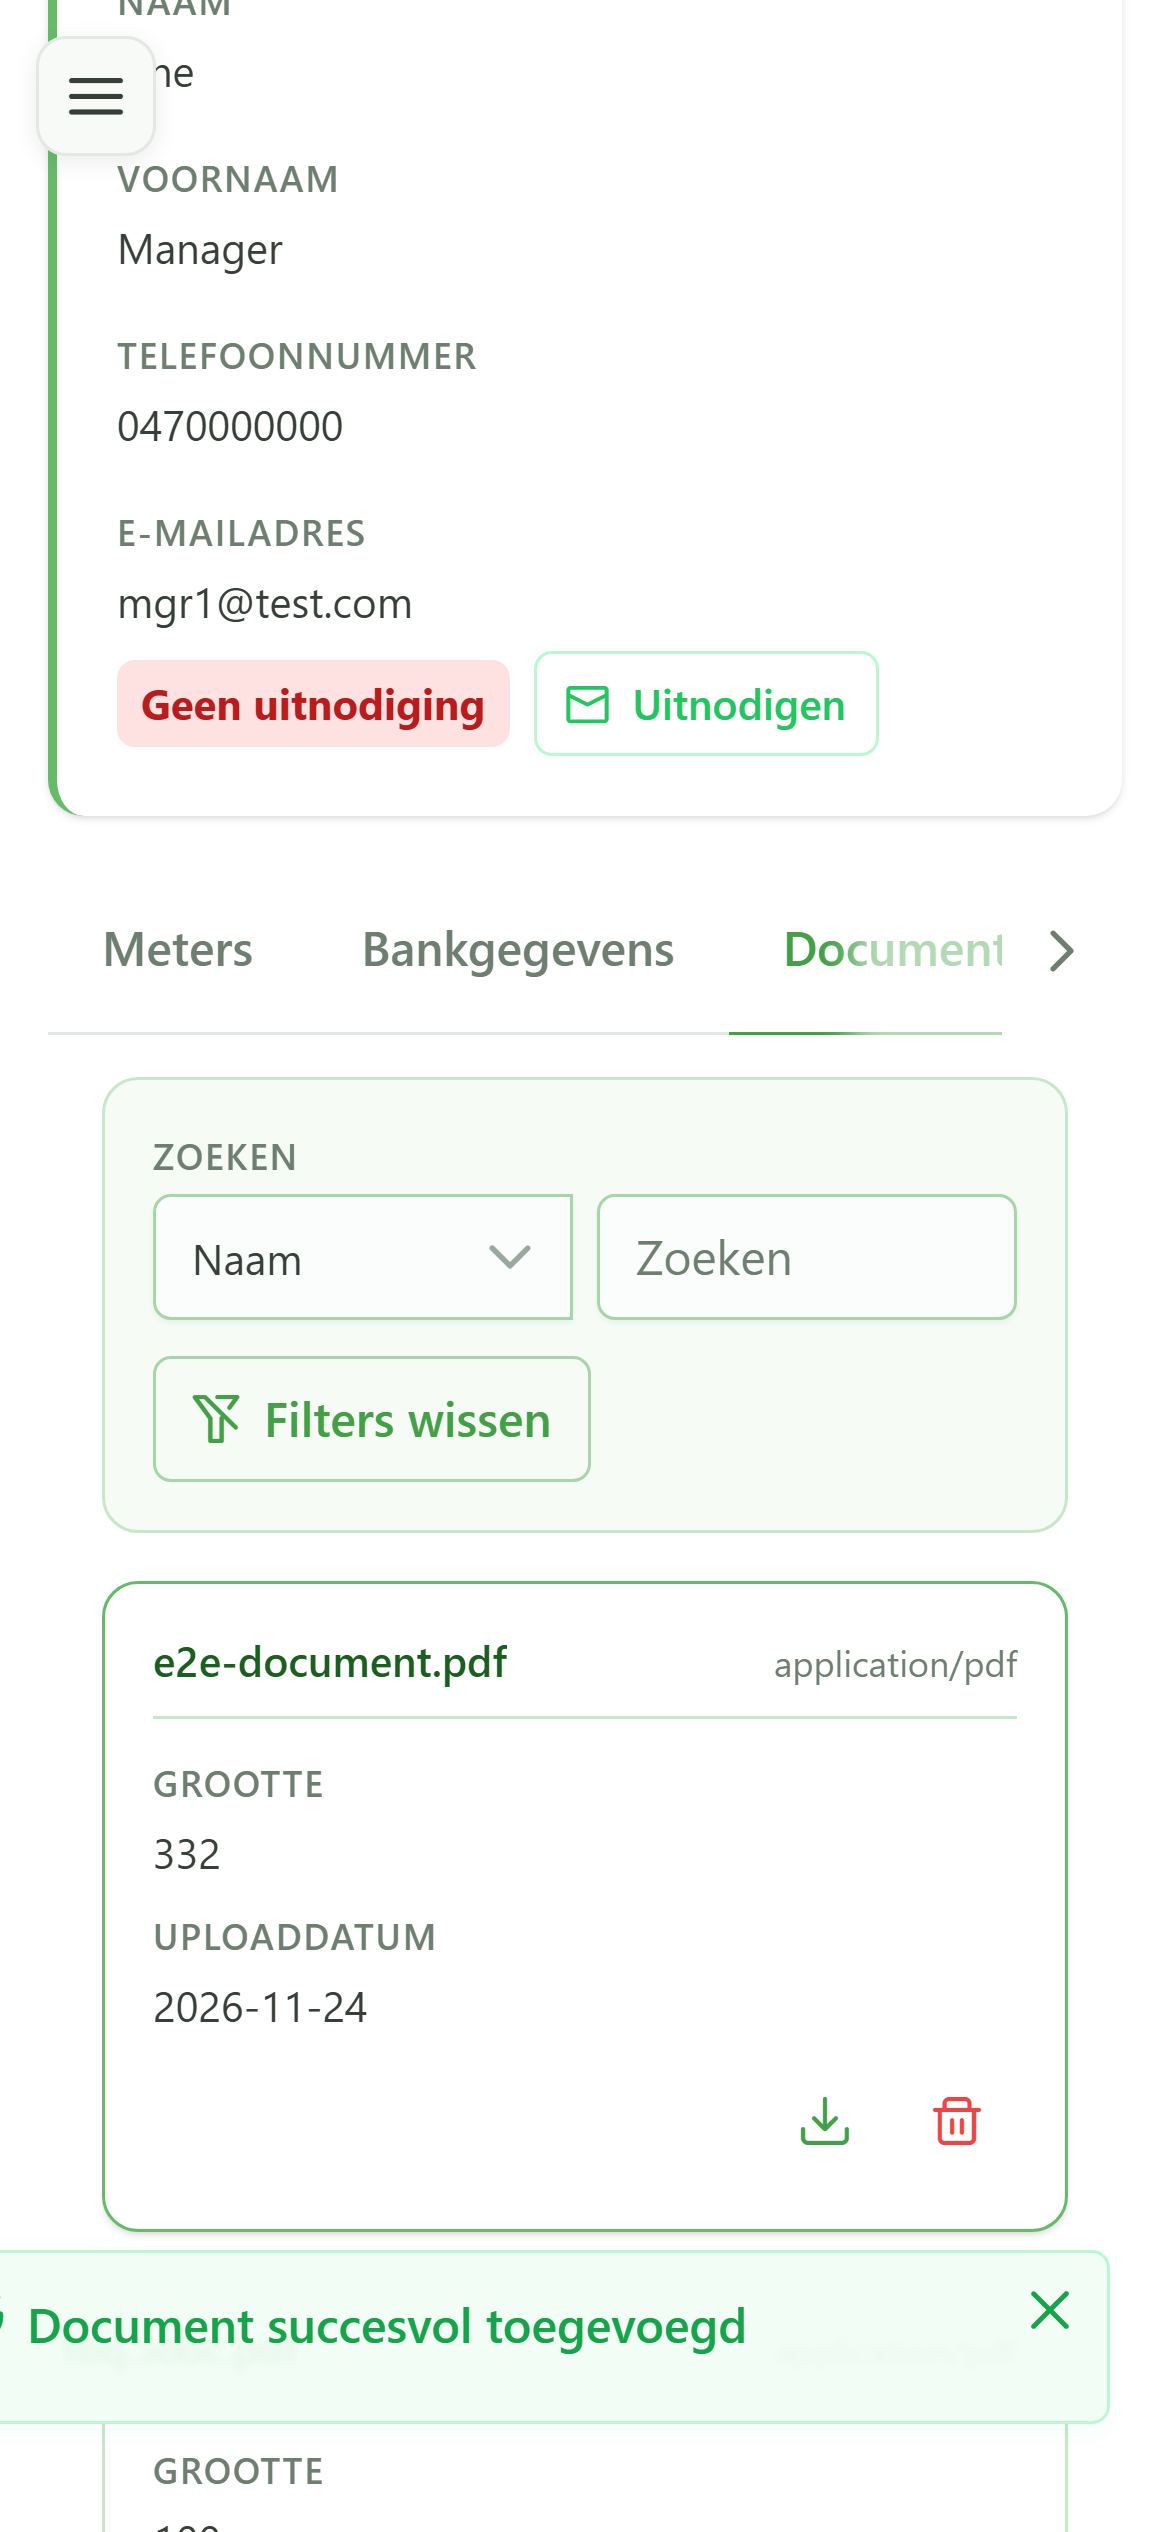 NAAM
VOORNAAM
Manager
TELEFOONNUMMER
0470000000
E-MAILADRES
mgr1@test.com
Geen uitnodiging
Uitnodigen
Meters
Bankgegevens
Document
ZOEKEN
Naam
Zoeken
Filters wissen
e2e-document.pdf
application/pdf
GROOTTE
332
UPLOADDATUM
2026-11-24
Document succesvol toegevoegd
GROOTTE